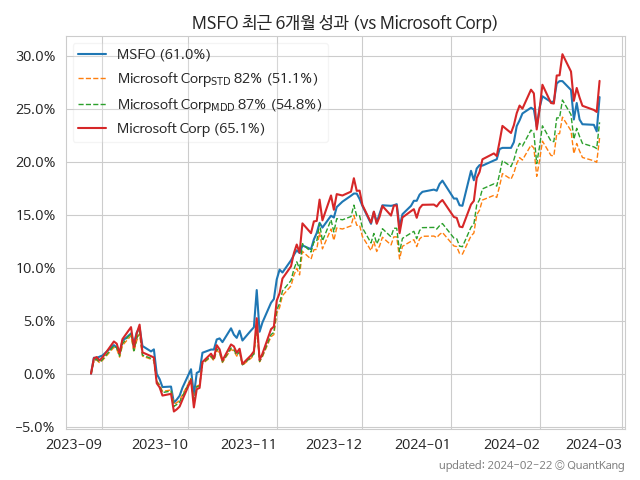 MSFO 최근 6개월 성과 (vs Microsoft Corp)
30.0%
25.0%
20.0%
15.0%
10.0%
5.0%
0.0%
−5.0%
MSFO (61.0%)
Microsoft CorpSTD 82% (51.1%)
Microsoft CorpMDD 87% (54.8%)
Microsoft Corp (65.1%)
2023−09 2023−10 2023−11 2023−12 2024−01 2024−02 2024−03
updated: 2024−02−22 © QuantKang